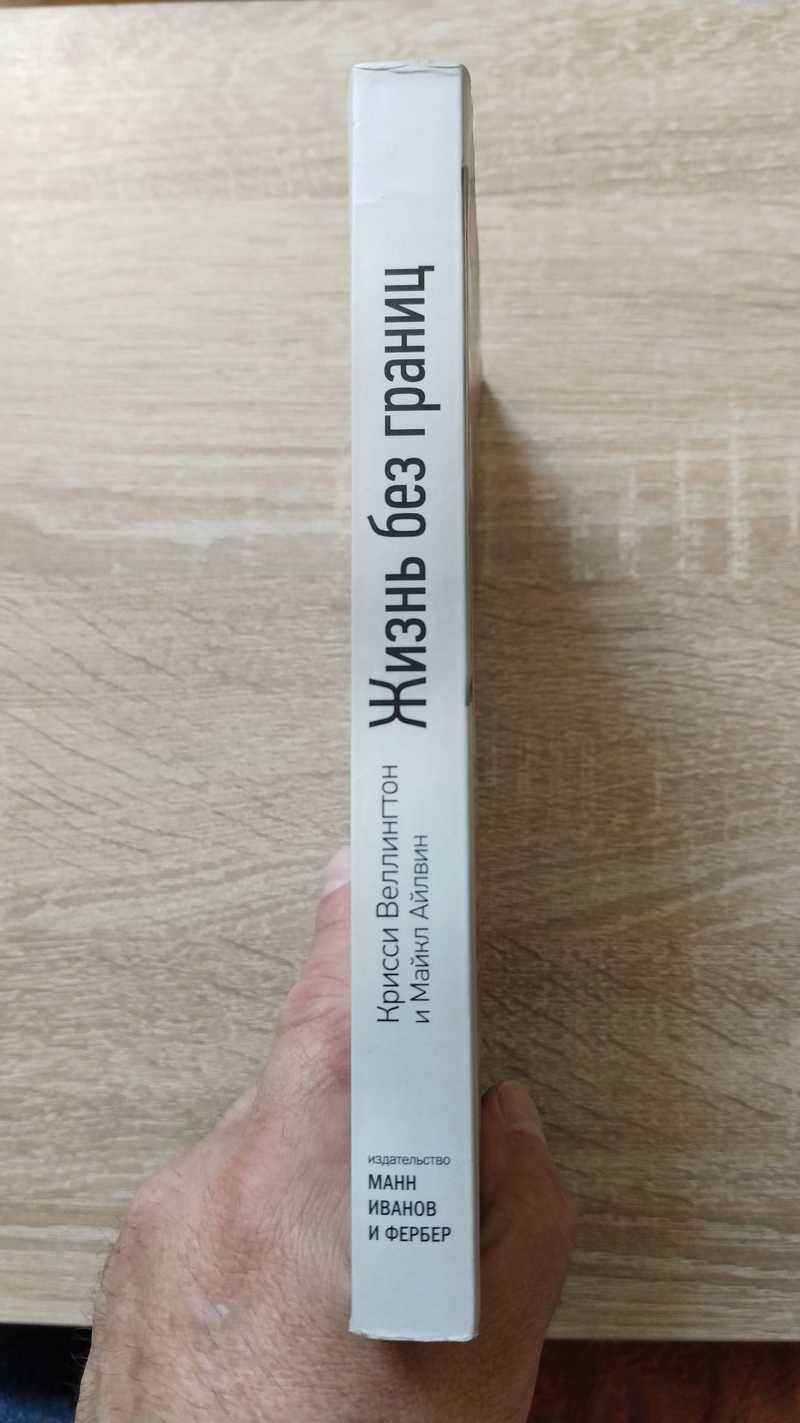 Жизнь без границ
Крисси Веллингтон
и Майкл Айлвин
издательство
МАНН
ИВАНОВ
И ФЕРБЕР